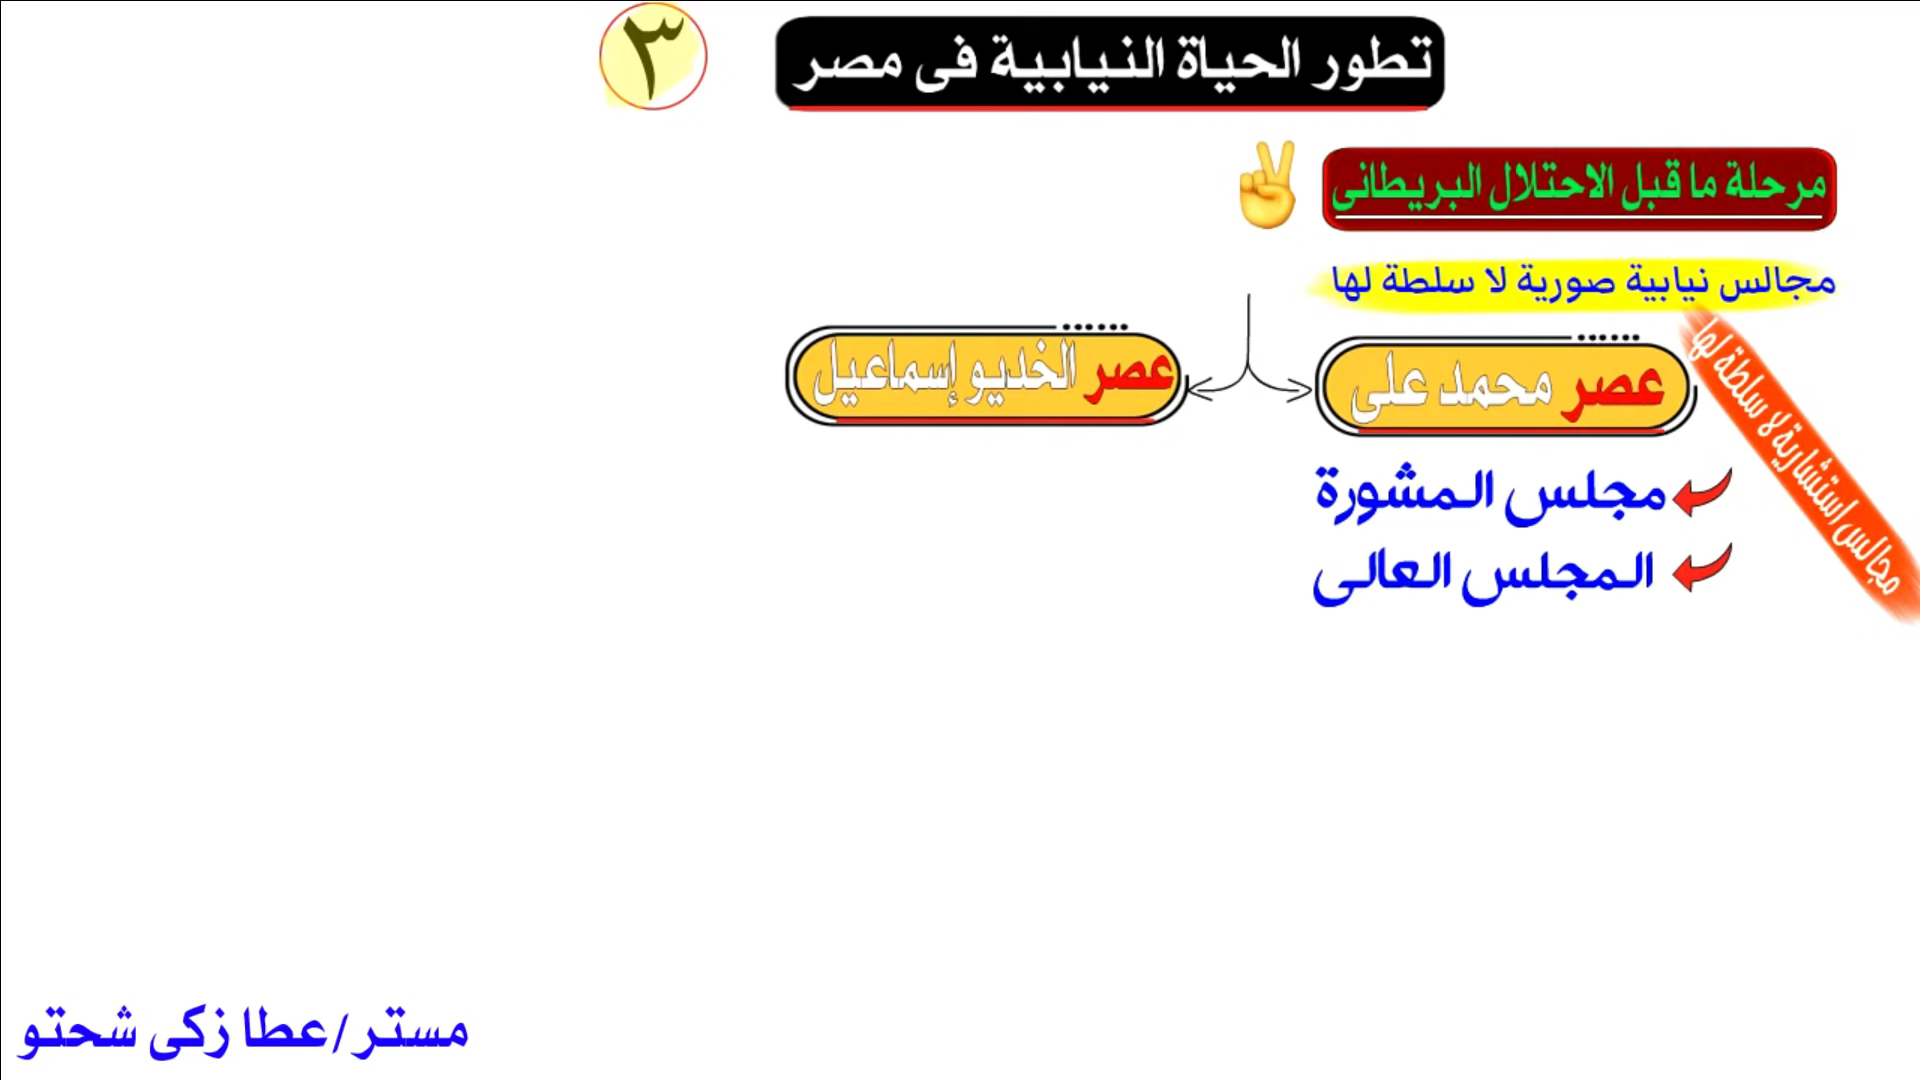 تطور الحياة النيابية فى مصر
٣
مرحلة ما قبل الاحتلال البريطانى
مجالس نيابية صورية لا سلطة لها
مجالس استشارية لا سلطة لها
عصر محمد على
عصر الخديو إسماعيل
مجلس المشورة
المجلس العالى
مستر/عطا زكى شحتو